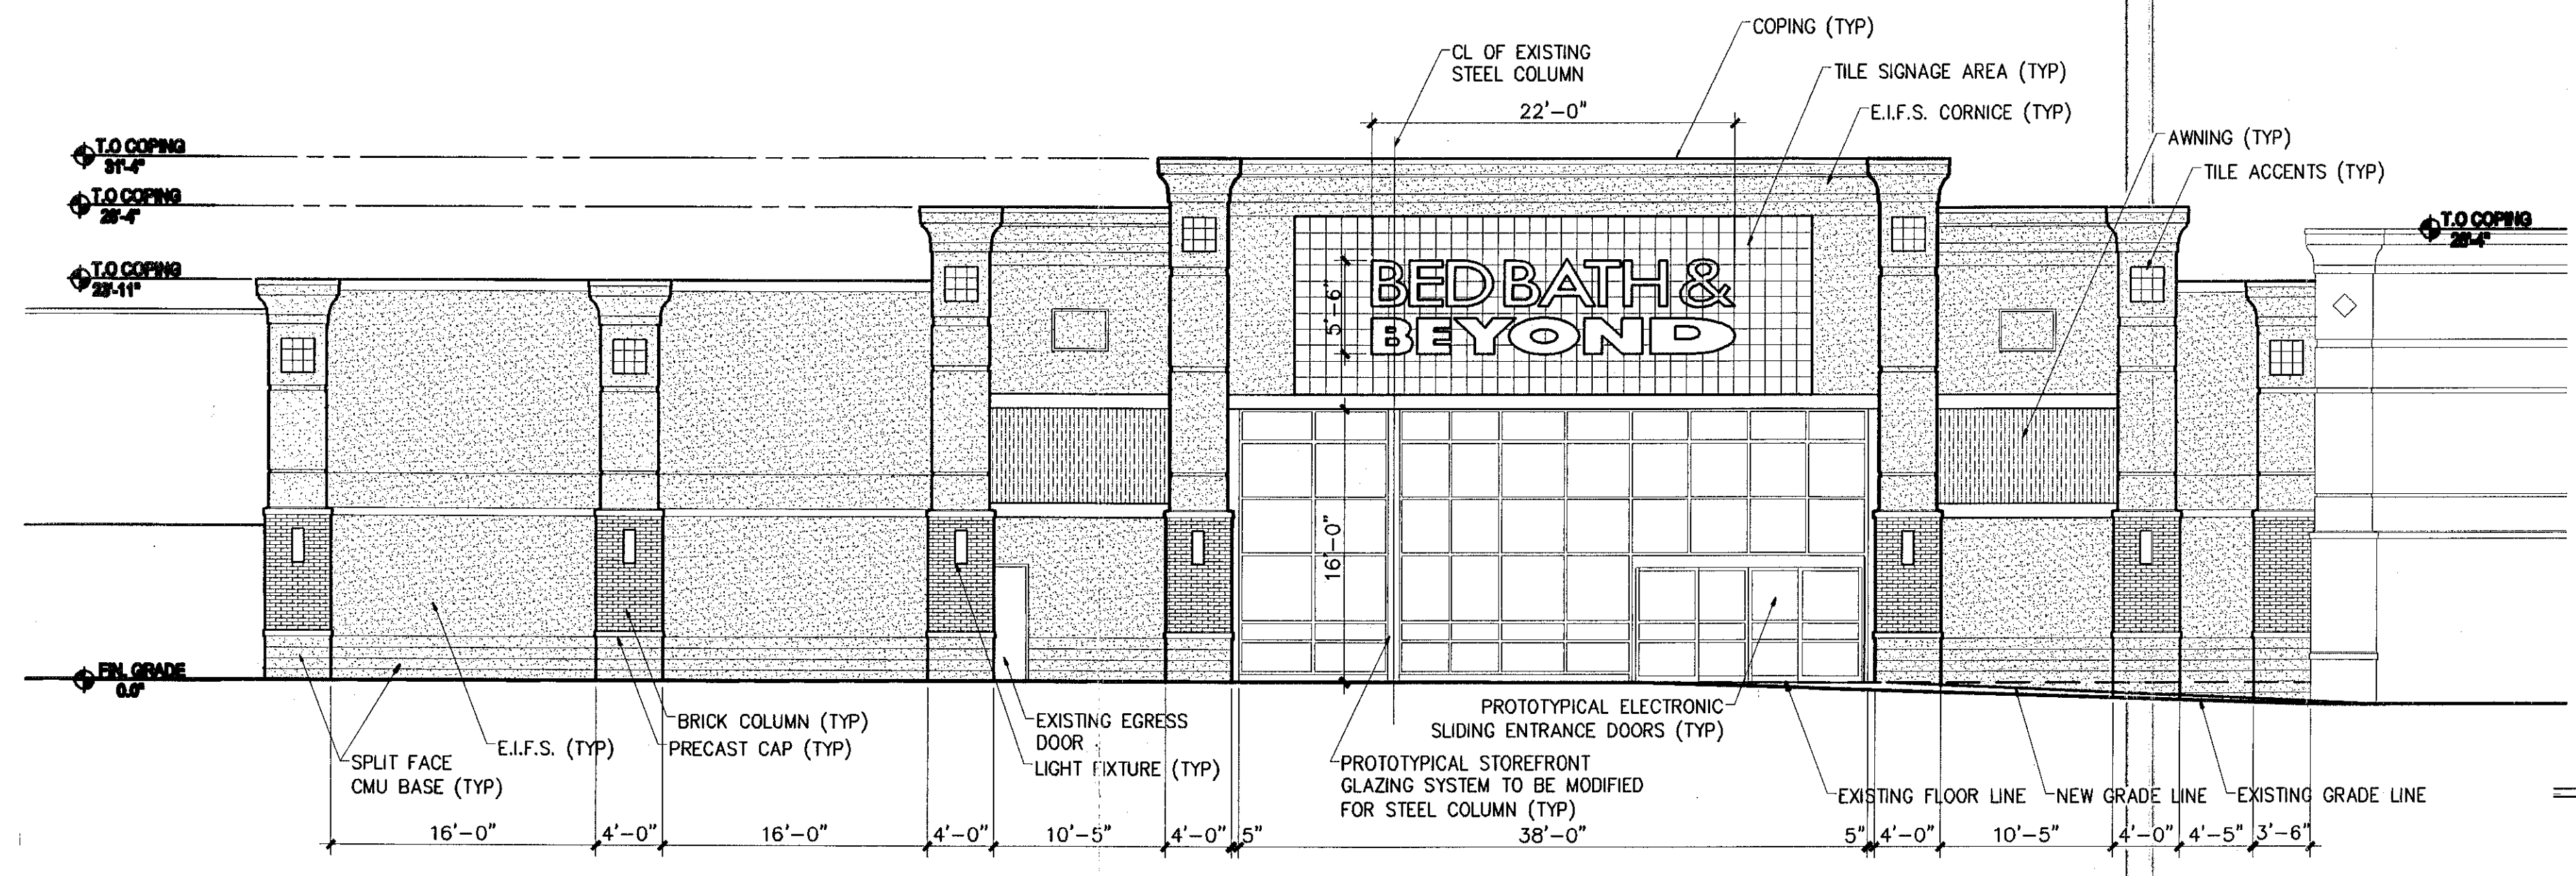 COPING (TYP)
CL OF EXISTING
STEEL COLUMN
TILE SIGNAGE AREA (TYP)
22'-0"
E.I.F.S. CORNICE (TYP)
AWNING (TYP)
TILE ACCENTS (TYP)
T.O COPING
31'-4"
T.O COPING
28'-4"
T.O COPING
23'-11"
T.O COPING
BED BATH &
BEYOND
5'-6"
16'-0"
FIN. GRADE
0.0"
SPLIT FACE
CMU BASE (TYP)
E.I.F.S. (TYP)
BRICK COLUMN (TYP)
PRECAST CAP (TYP)
EXISTING EGRESS
DOOR
LIGHT FIXTURE (TYP)
PROTOTYPICAL ELECTRONIC
SLIDING ENTRANCE DOORS (TYP)
PROTOTYPICAL STOREFRONT
GLAZING SYSTEM TO BE MODIFIED
FOR STEEL COLUMN (TYP)
EXISTING FLOOR LINE
NEW GRADE LINE
EXISTING GRADE LINE
16'-0" 4'-0" 16'-0" 4'-0" 10'-5" 4'-0" 5" 38'-0" 5" 4'-0" 10'-5" 4'-0" 4'-5" 3'-6"